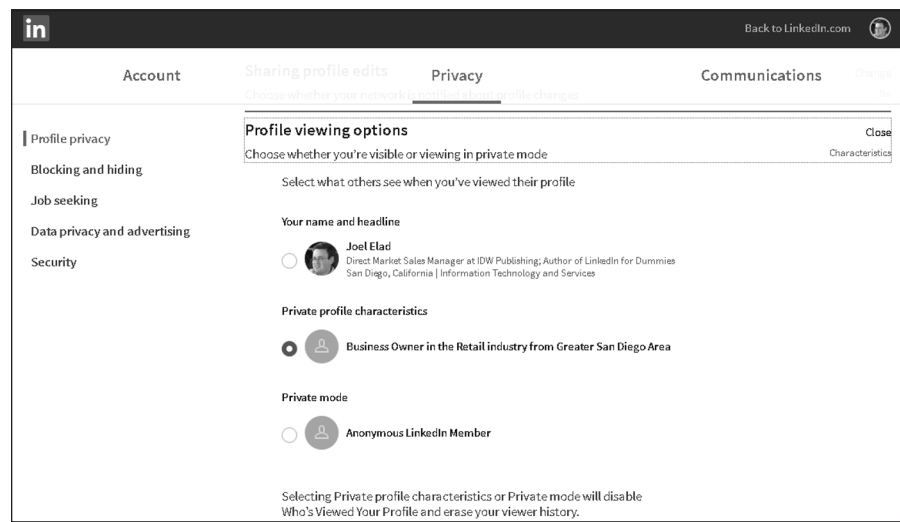 in
Back to LinkedIn.com
Account
Privacy
Communications
Sharing profile edits
Change
Choose whether your network is notified about profile changes
No
Profile privacy
Blocking and hiding
Job seeking
Data privacy and advertising
Security
Profile viewing options
Close
Choose whether you're visible or viewing in private mode
Characteristics
Select what others see when you've viewed their profile
Your name and headline
Joel Elad
Direct Market Sales Manager at IDW Publishing; Author of LinkedIn for Dummies
San Diego, California | Information Technology and Services
Private profile characteristics
Business Owner in the Retail industry from Greater San Diego Area
Private mode
Anonymous LinkedIn Member
Selecting Private profile characteristics or Private mode will disable
Who's Viewed Your Profile and erase your viewer history.